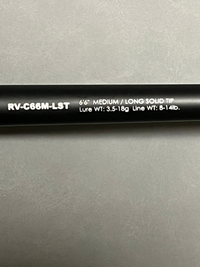 RV-C66M-LST
6'6" MEDIUM / LONG SOLID TIP
Lure WT: 3.5-18g Line WT: 8-14lb.